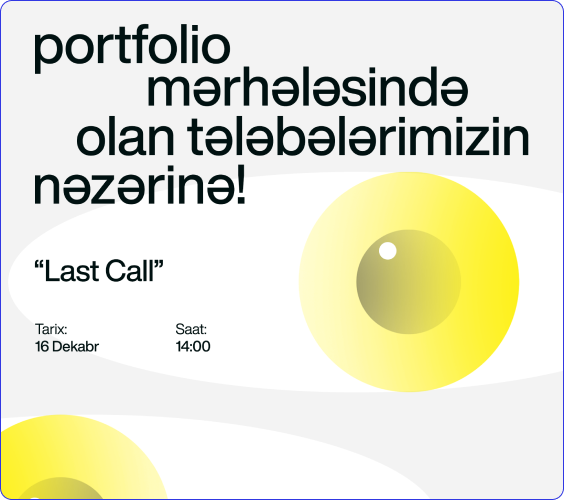 portfolio
mərhələsində
olan tələbələrimizin
nəzərinə!
“Last Call”
Tarix:
16 Dekabr
Saat:
14:00